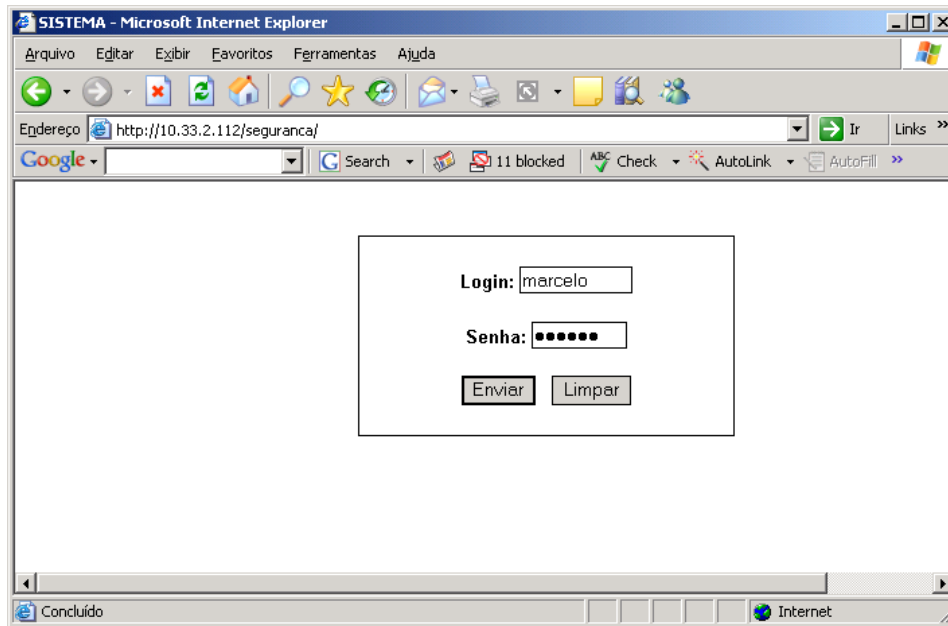 SISTEMA - Microsoft Internet Explorer
Arquivo Editar Exibir Favoritos Ferramentas Ajuda
Endereço http://10.33.2.112/seguranca/ Ir Links »
Google Search 11 blocked ABC Check AutoLink AutoFill »
Login: marcelo
Senha: ●●●●●●
Enviar Limpar
Concluído Internet